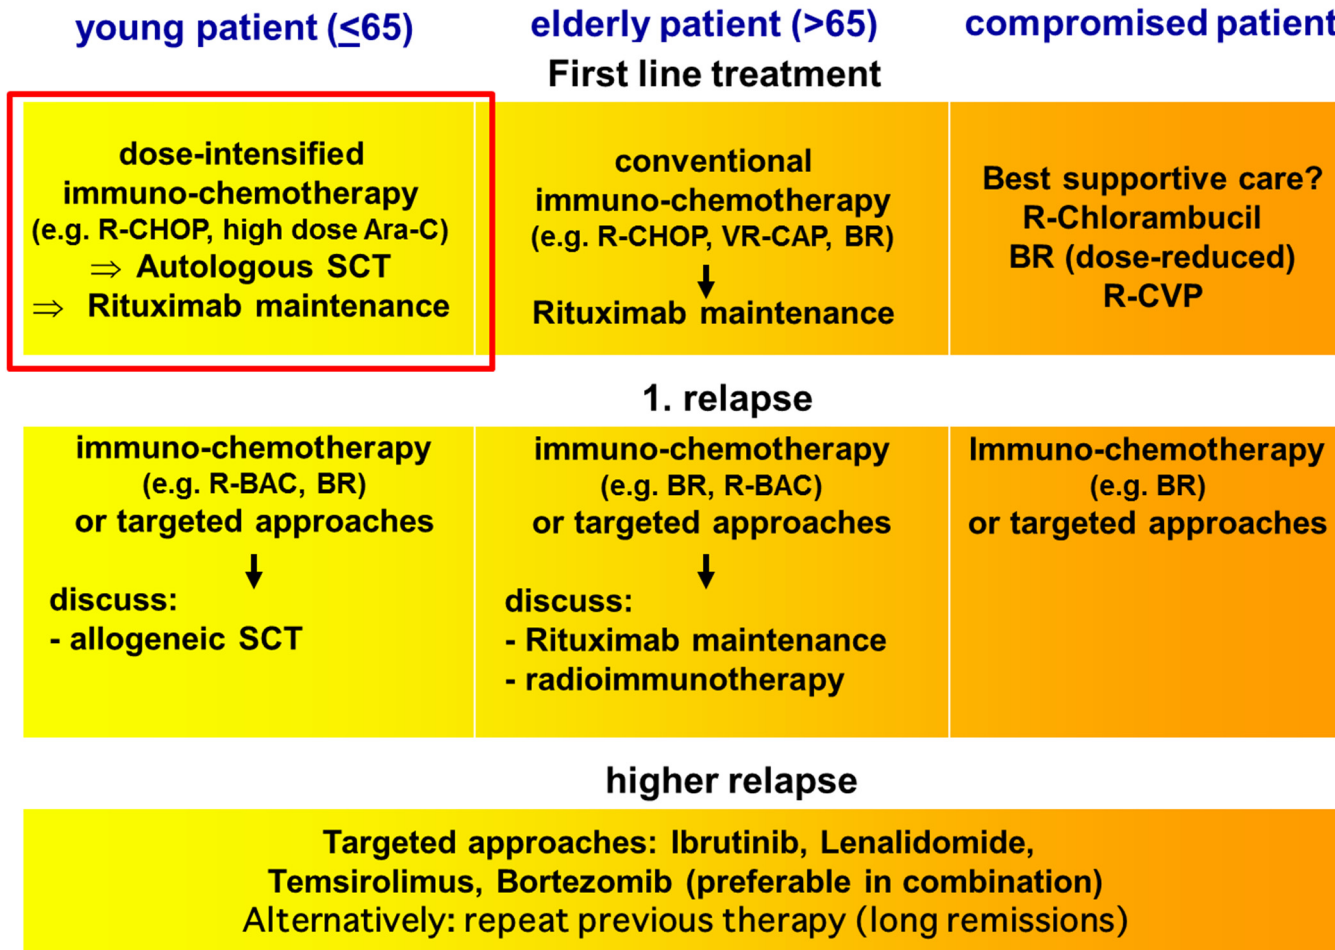 young patient (≤65)
elderly patient (>65)
compromised patient
First line treatment
dose-intensified
immuno-chemotherapy
(e.g. R-CHOP, high dose Ara-C)
⇒ Autologous SCT
⇒ Rituximab maintenance
conventional
immuno-chemotherapy
(e.g. R-CHOP, VR-CAP, BR)
Rituximab maintenance
Best supportive care?
R-Chlorambucil
BR (dose-reduced)
R-CVP
1. relapse
immuno-chemotherapy
(e.g. R-BAC, BR)
or targeted approaches
discuss:
- allogeneic SCT
immuno-chemotherapy
(e.g. BR, R-BAC)
or targeted approaches
discuss:
- Rituximab maintenance
- radioimmunotherapy
Immuno-chemotherapy
(e.g. BR)
or targeted approaches
higher relapse
Targeted approaches: Ibrutinib, Lenalidomide,
Temsirolimus, Bortezomib (preferable in combination)
Alternatively: repeat previous therapy (long remissions)